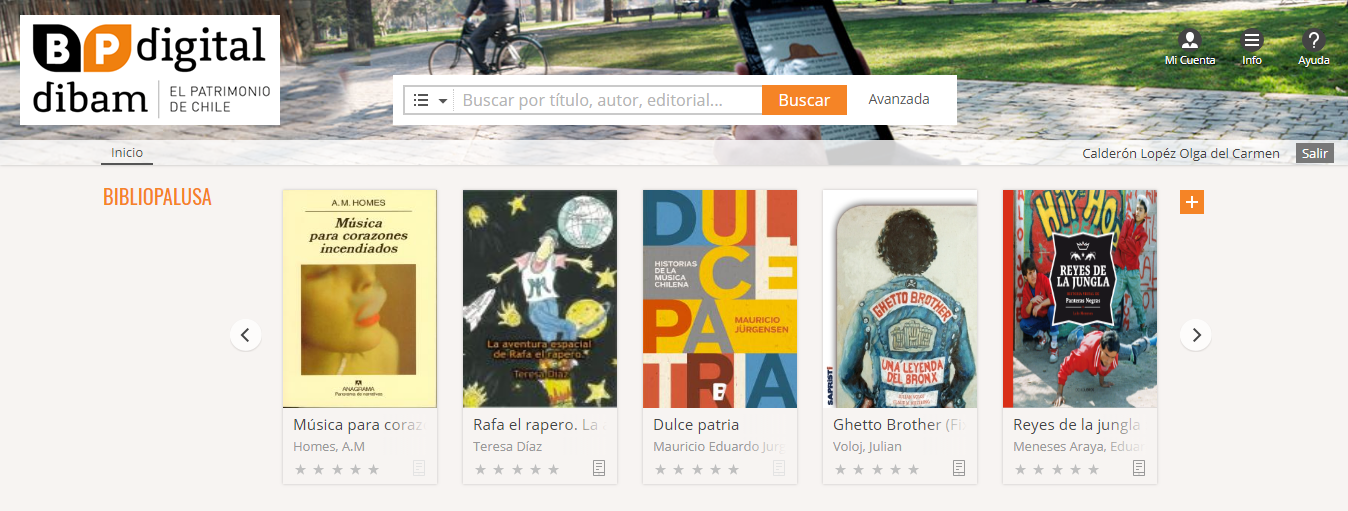 BP digital
dibam
EL PATRIMONIO
DE CHILE
Buscar por título, autor, editorial...
Buscar
Avanzada
Mi Cuenta
Info
Ayuda
Inicio
Calderón Lopéz Olga del Carmen
Salir
BIBLIOPALUSA
A. M. HOMES
Música
para corazones
incendiados
ANAGRAMA
Panorama de narrativas
La aventura espacial
de Rafa el rapero.
Teresa Díaz
DULCE PATRIA
HISTORIAS
DE LA
MÚSICA
CHILENA
MAURICIO
JÜRGENSEN
GHETTO BROTHER
UNA LEYENDA
DEL BRONX
SAPRISTI
HIP HO
REYES DE
LA JUNGLA
Panteras Negras
Música para coraz
Homes, A.M
Rafa el rapero. La a
Teresa Díaz
Dulce patria
Mauricio Eduardo Jurg
Ghetto Brother (Fi
Voloj, Julian
Reyes de la jungla
Meneses Araya, Edua